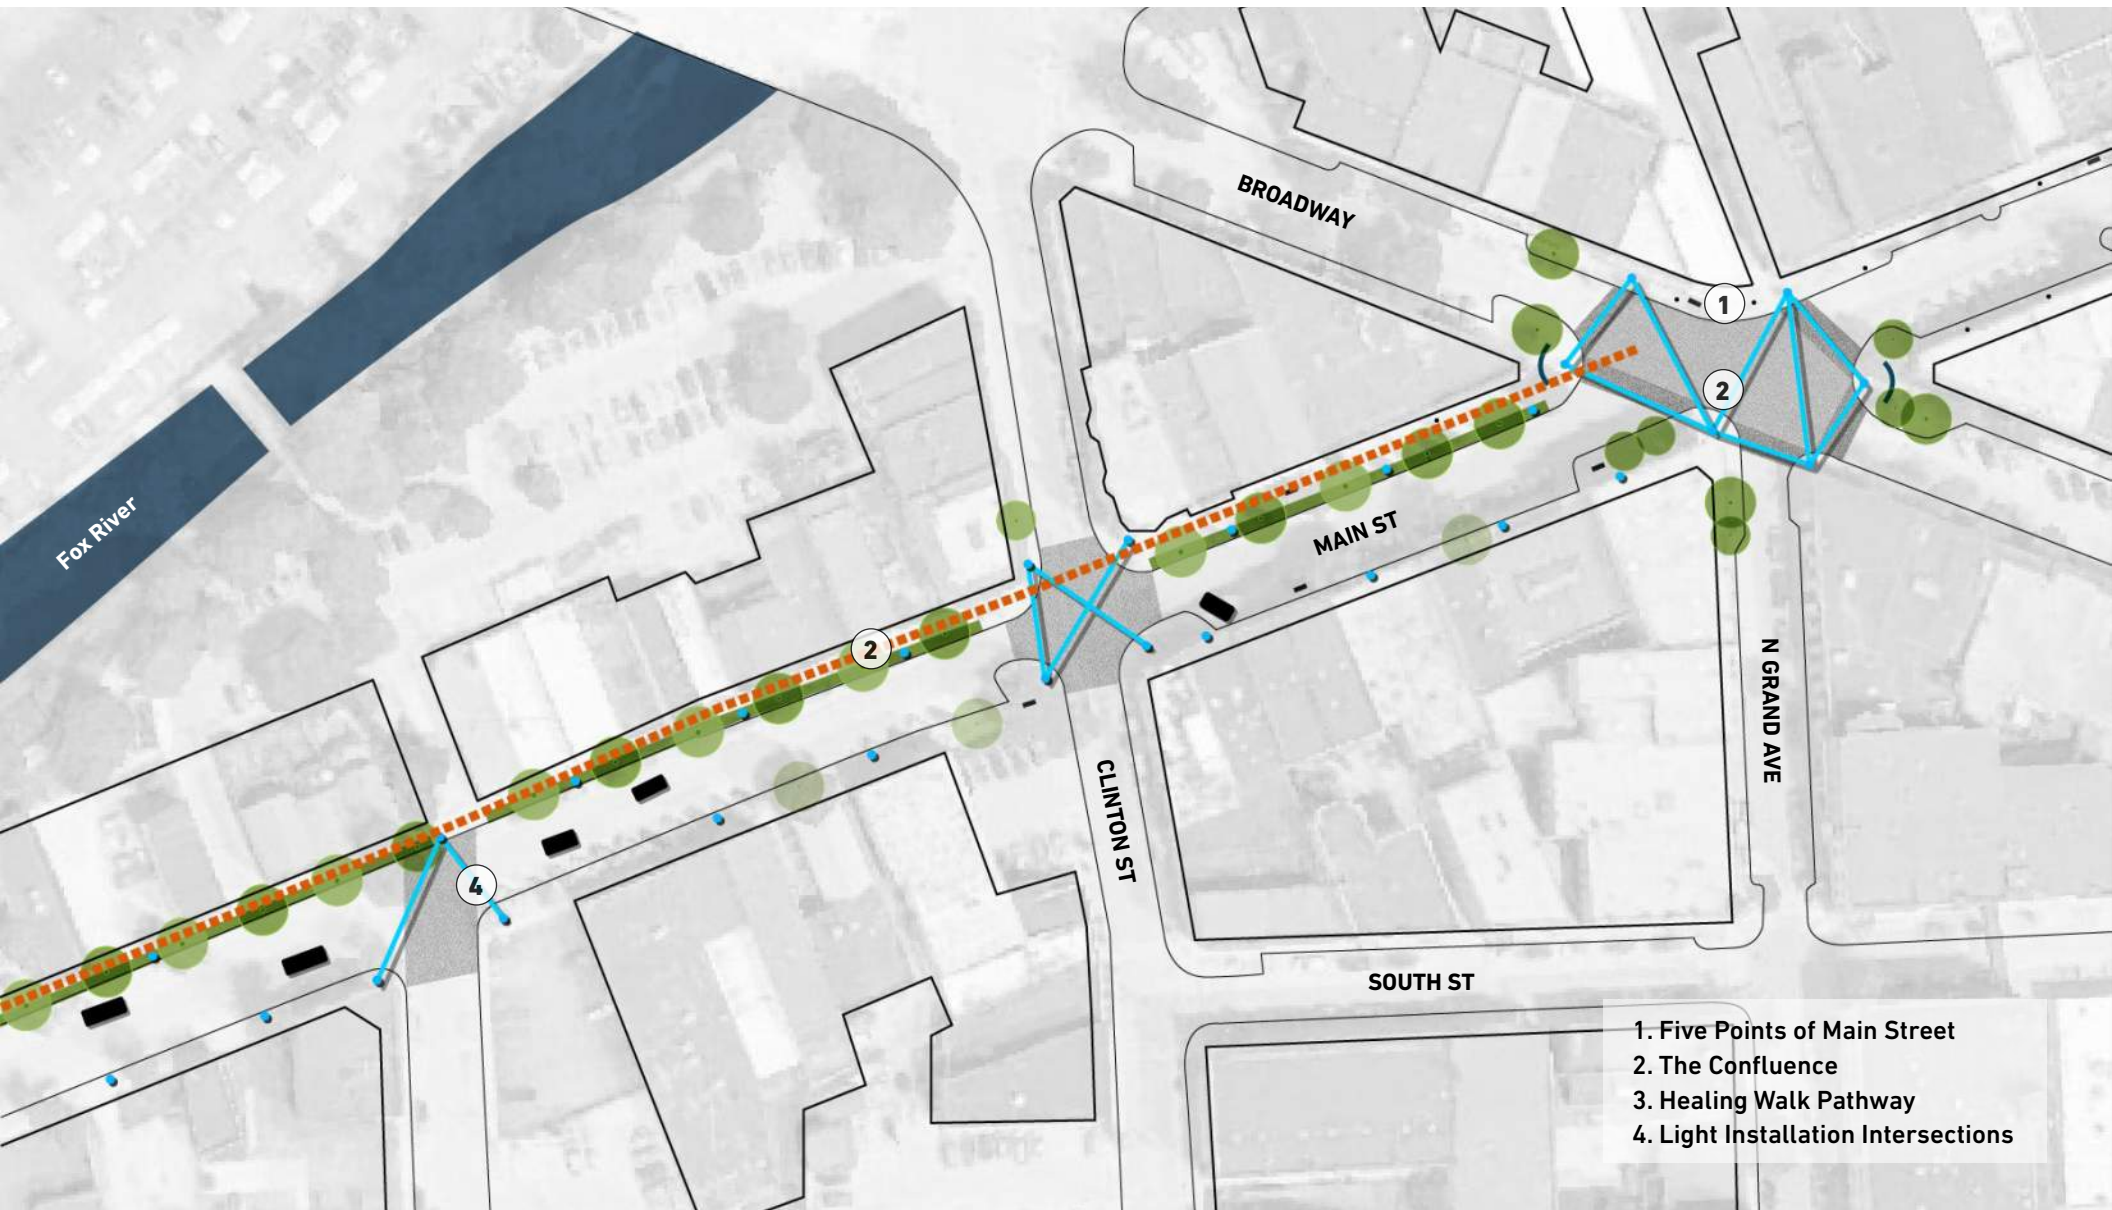 BROADWAY
1
2
Fox River
MAIN ST
2
N GRAND AVE
CLINTON ST
4
SOUTH ST
1. Five Points of Main Street
2. The Confluence
3. Healing Walk Pathway
4. Light Installation Intersections